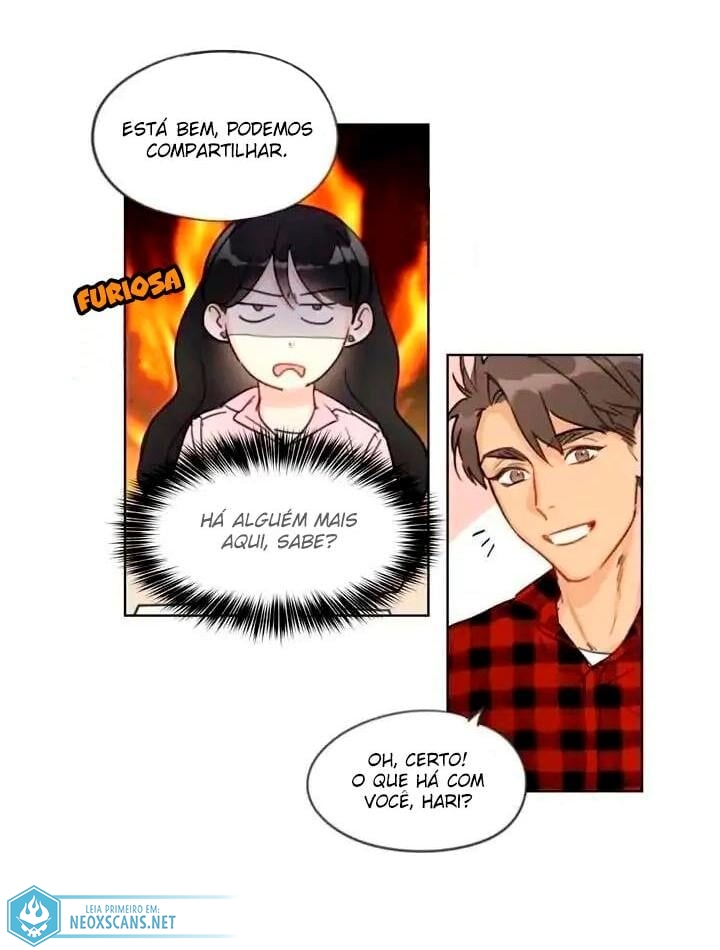 ESTÁ BEM, PODEMOS
COMPARTILHAR.
FURIOSA
HÁ ALGUÉM MAIS
AQUI, SABE?
OH, CERTO!
O QUE HÁ COM
VOCÊ, HARI?
LEIA PRIMEIRO EM:
NEOXSCANS.NET